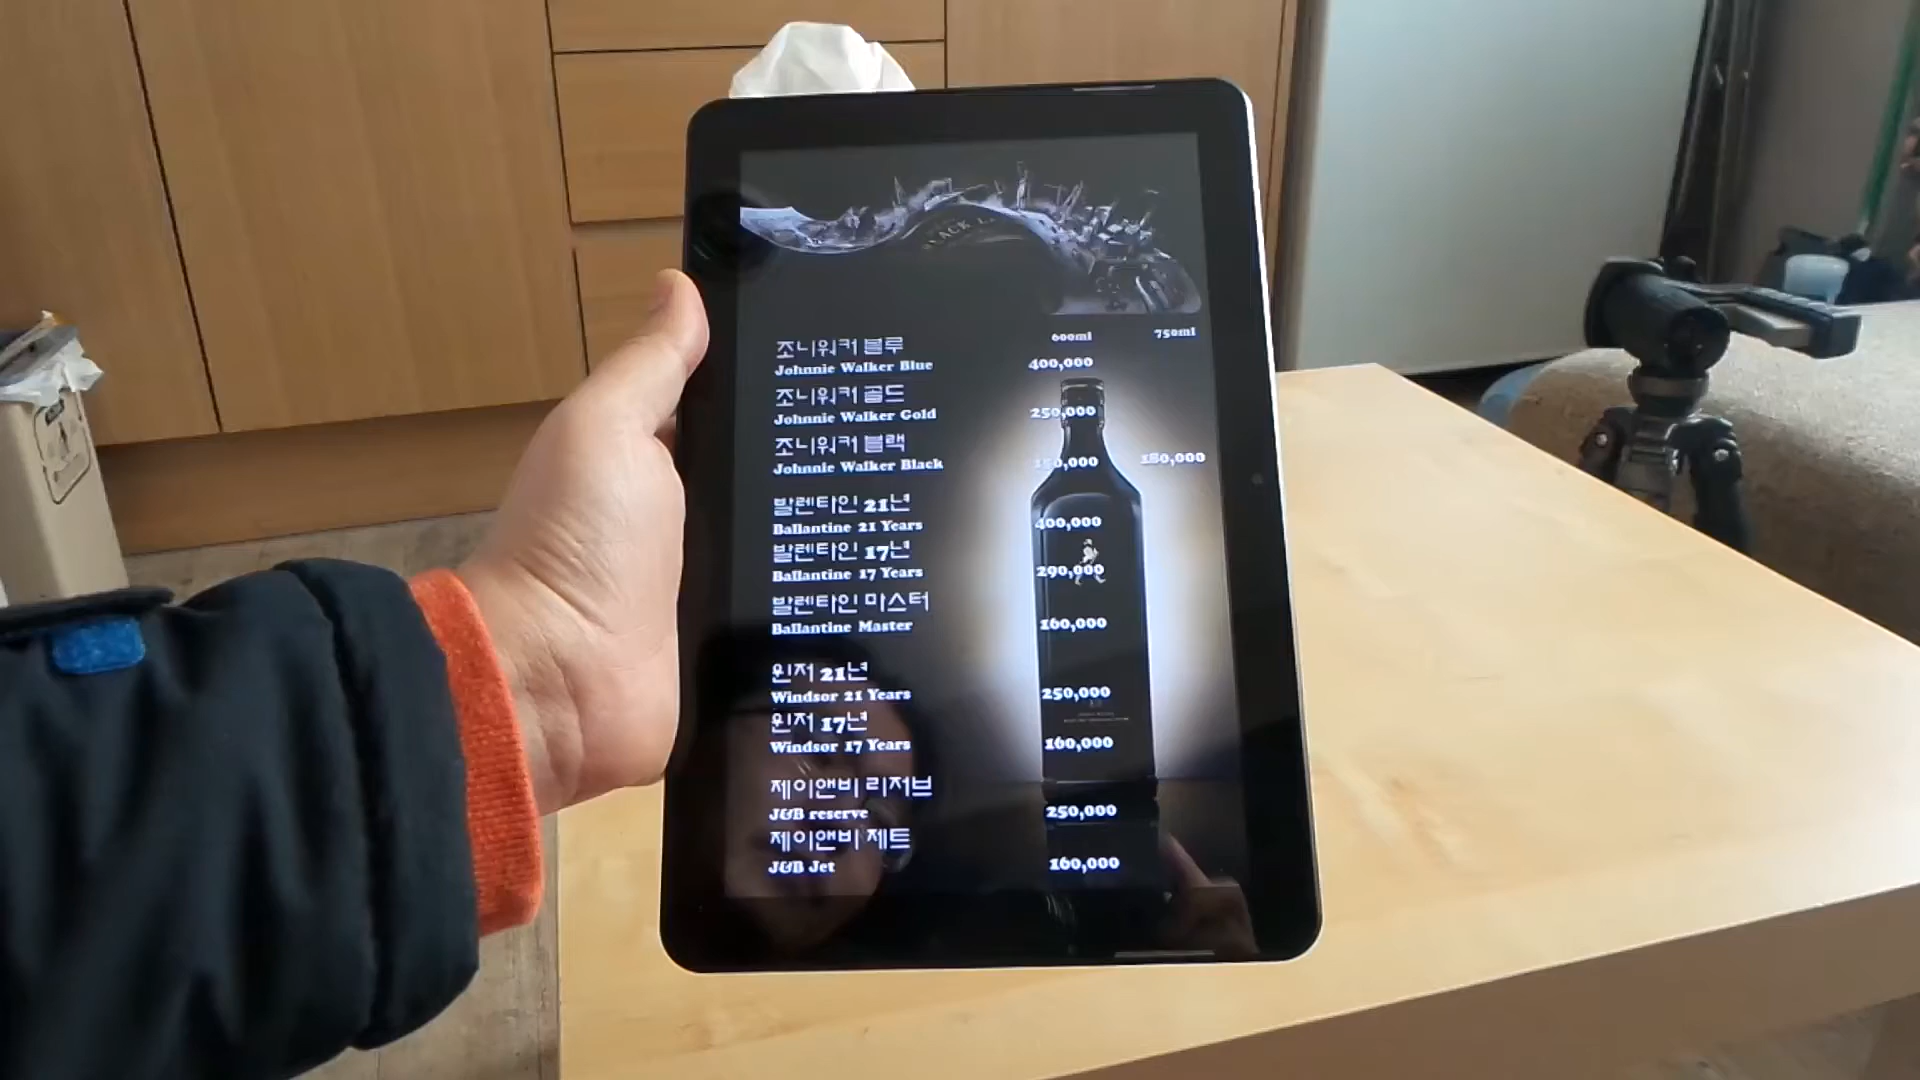 BLACK L
600ml 750ml
조니워커 블루
Johnnie Walker Blue 400,000
조니워커 골드
Johnnie Walker Gold 250,000
조니워커 블랙
Johnnie Walker Black 150,000 180,000
발렌타인 21년
Ballantine 21 Years 400,000
발렌타인 17년
Ballantine 17 Years 290,000
발렌타인 마스터
Ballantine Master 160,000
윈저 21년
Windsor 21 Years 250,000
윈저 17년
Windsor 17 Years 160,000
제이앤비 리저브
J&B reserve 250,000
제이앤비 제트
J&B Jet 160,000